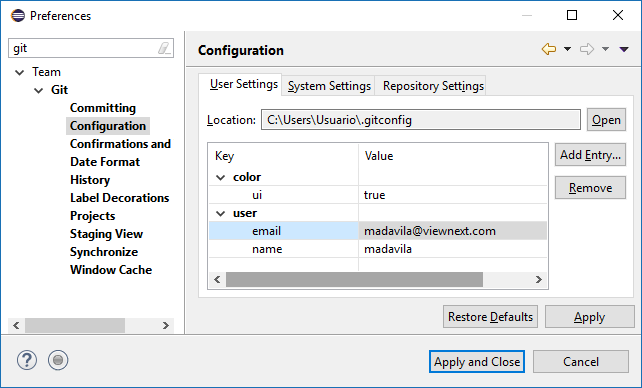 Preferences
git
Configuration
Team
Git
Committing
Configuration
Confirmations and
Date Format
History
Label Decorations
Projects
Staging View
Synchronize
Window Cache
User Settings System Settings Repository Settings
Location: C:\Users\Usuario\.gitconfig Open
Key Value Add Entry...
color
ui true Remove
user
email madavila@viewnext.com
name madavila
Restore Defaults Apply
? Apply and Close Cancel